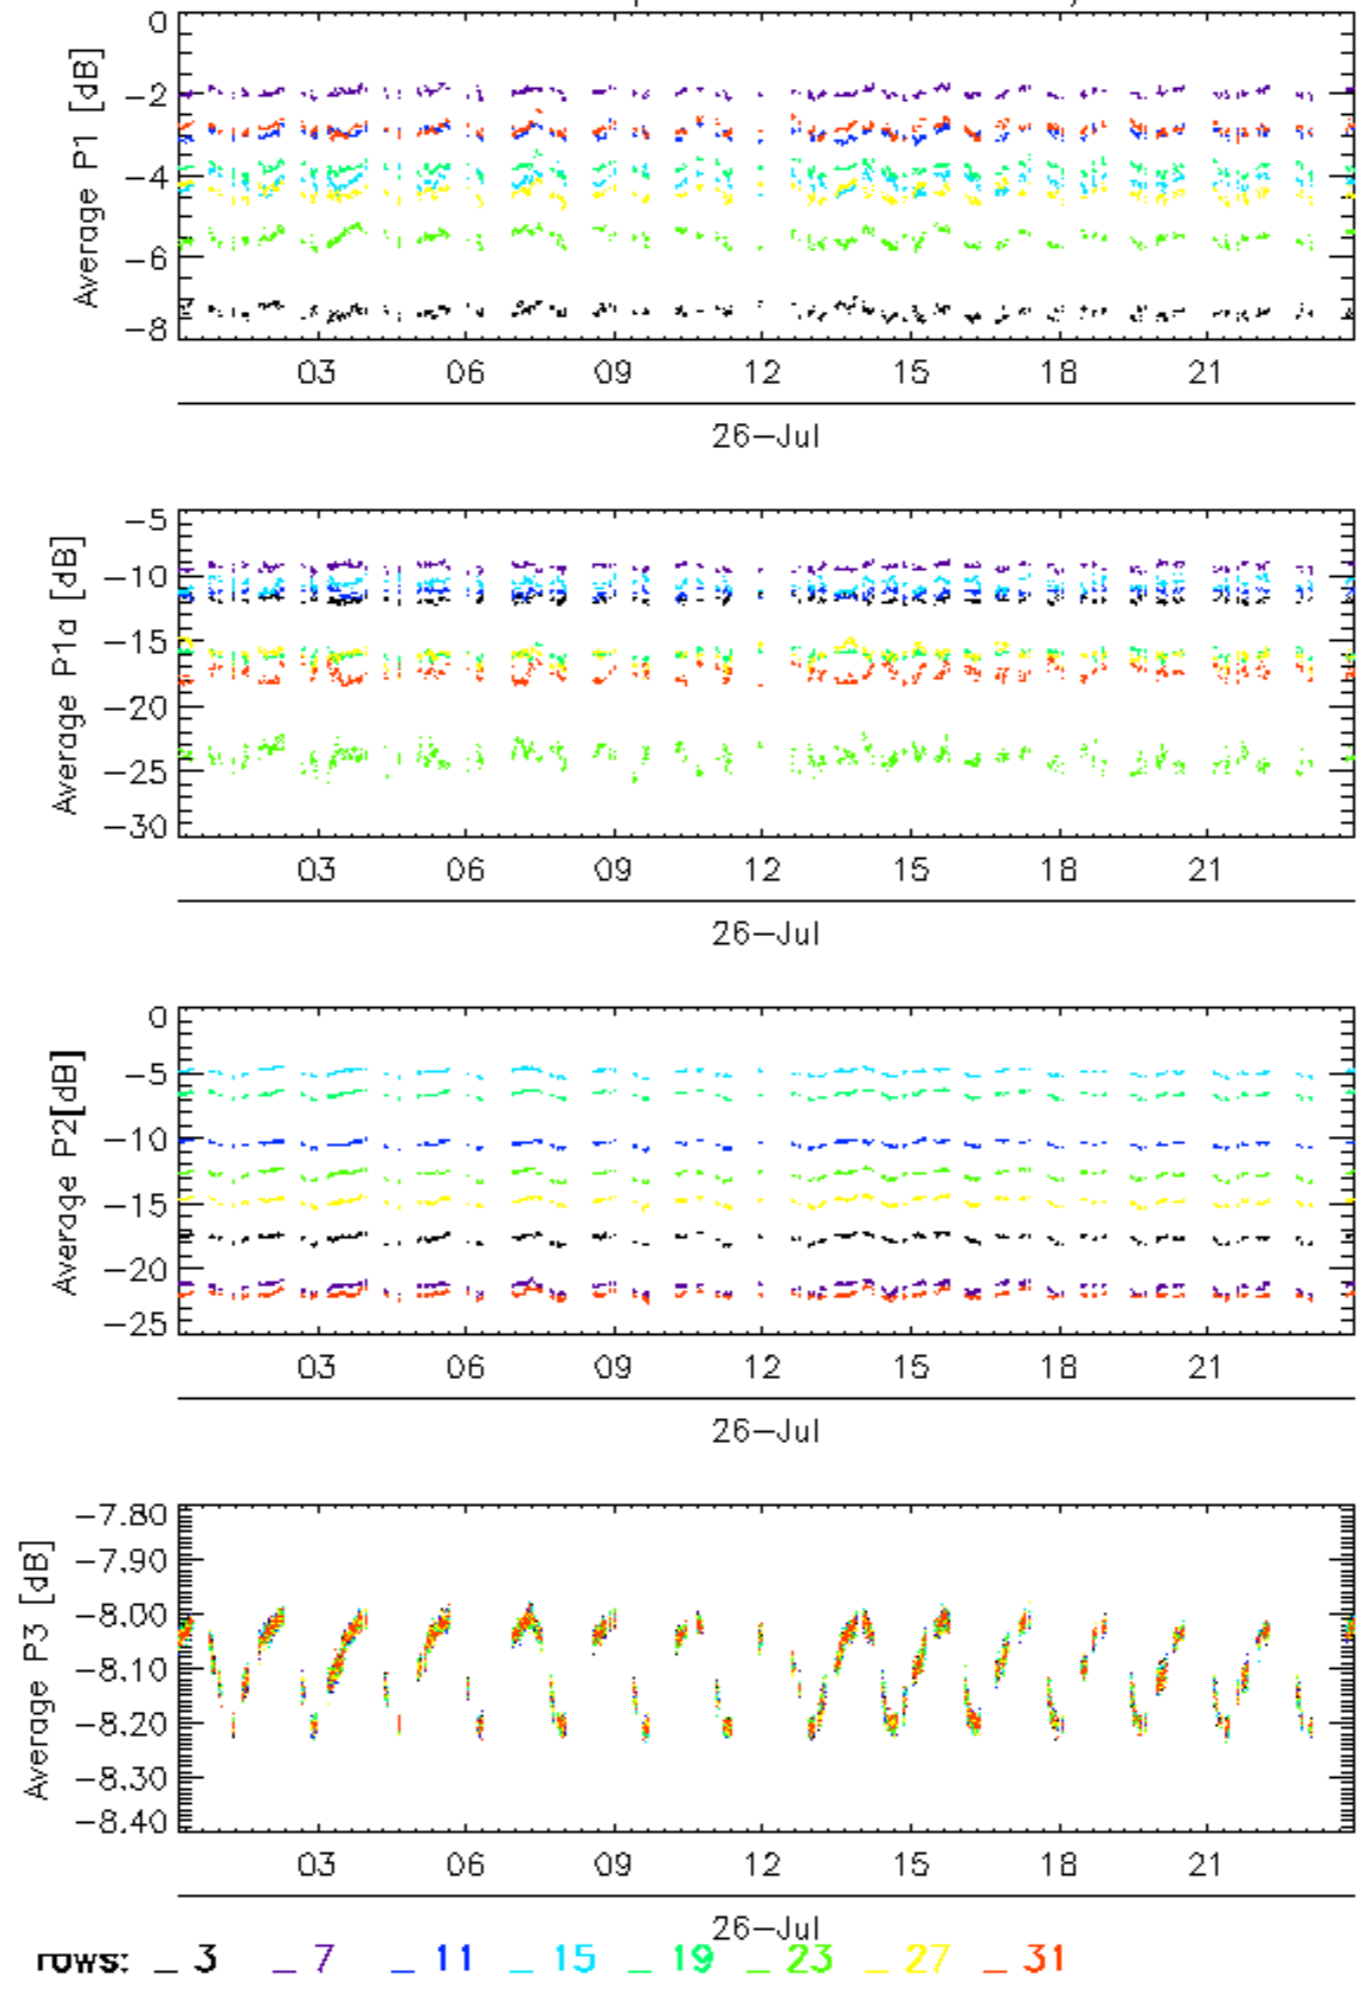 0
−2
−4
−6
−8
Average P1 [dB]
03 06 09 12 15 18 21
26−Jul
−5
−10
−15
−20
−25
−30
Average P1a [dB]
03 06 09 12 15 18 21
26−Jul
0
−5
−10
−15
−20
−25
Average P2[dB]
03 06 09 12 15 18 21
26−Jul
−7.80
−7.90
−8.00
−8.10
−8.20
−8.30
−8.40
Average P3 [dB]
03 06 09 12 15 18 21
26−Jul
rows: _ 3 _ 7 _ 11 _ 15 _ 19 _ 23 _ 27 _ 31